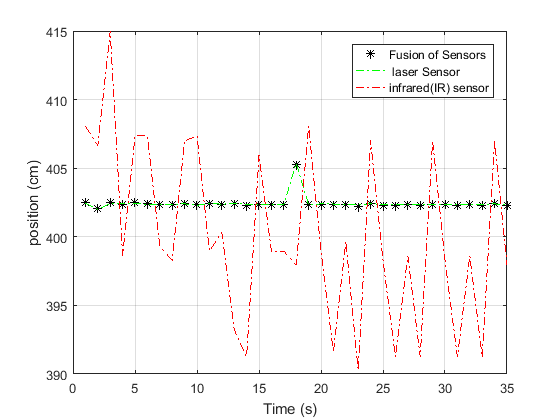 415
410
405
400
395
390
position (cm)
0
5
10
15
20
25
30
35
Time (s)
Fusion of Sensors
laser Sensor
infrared(IR) sensor